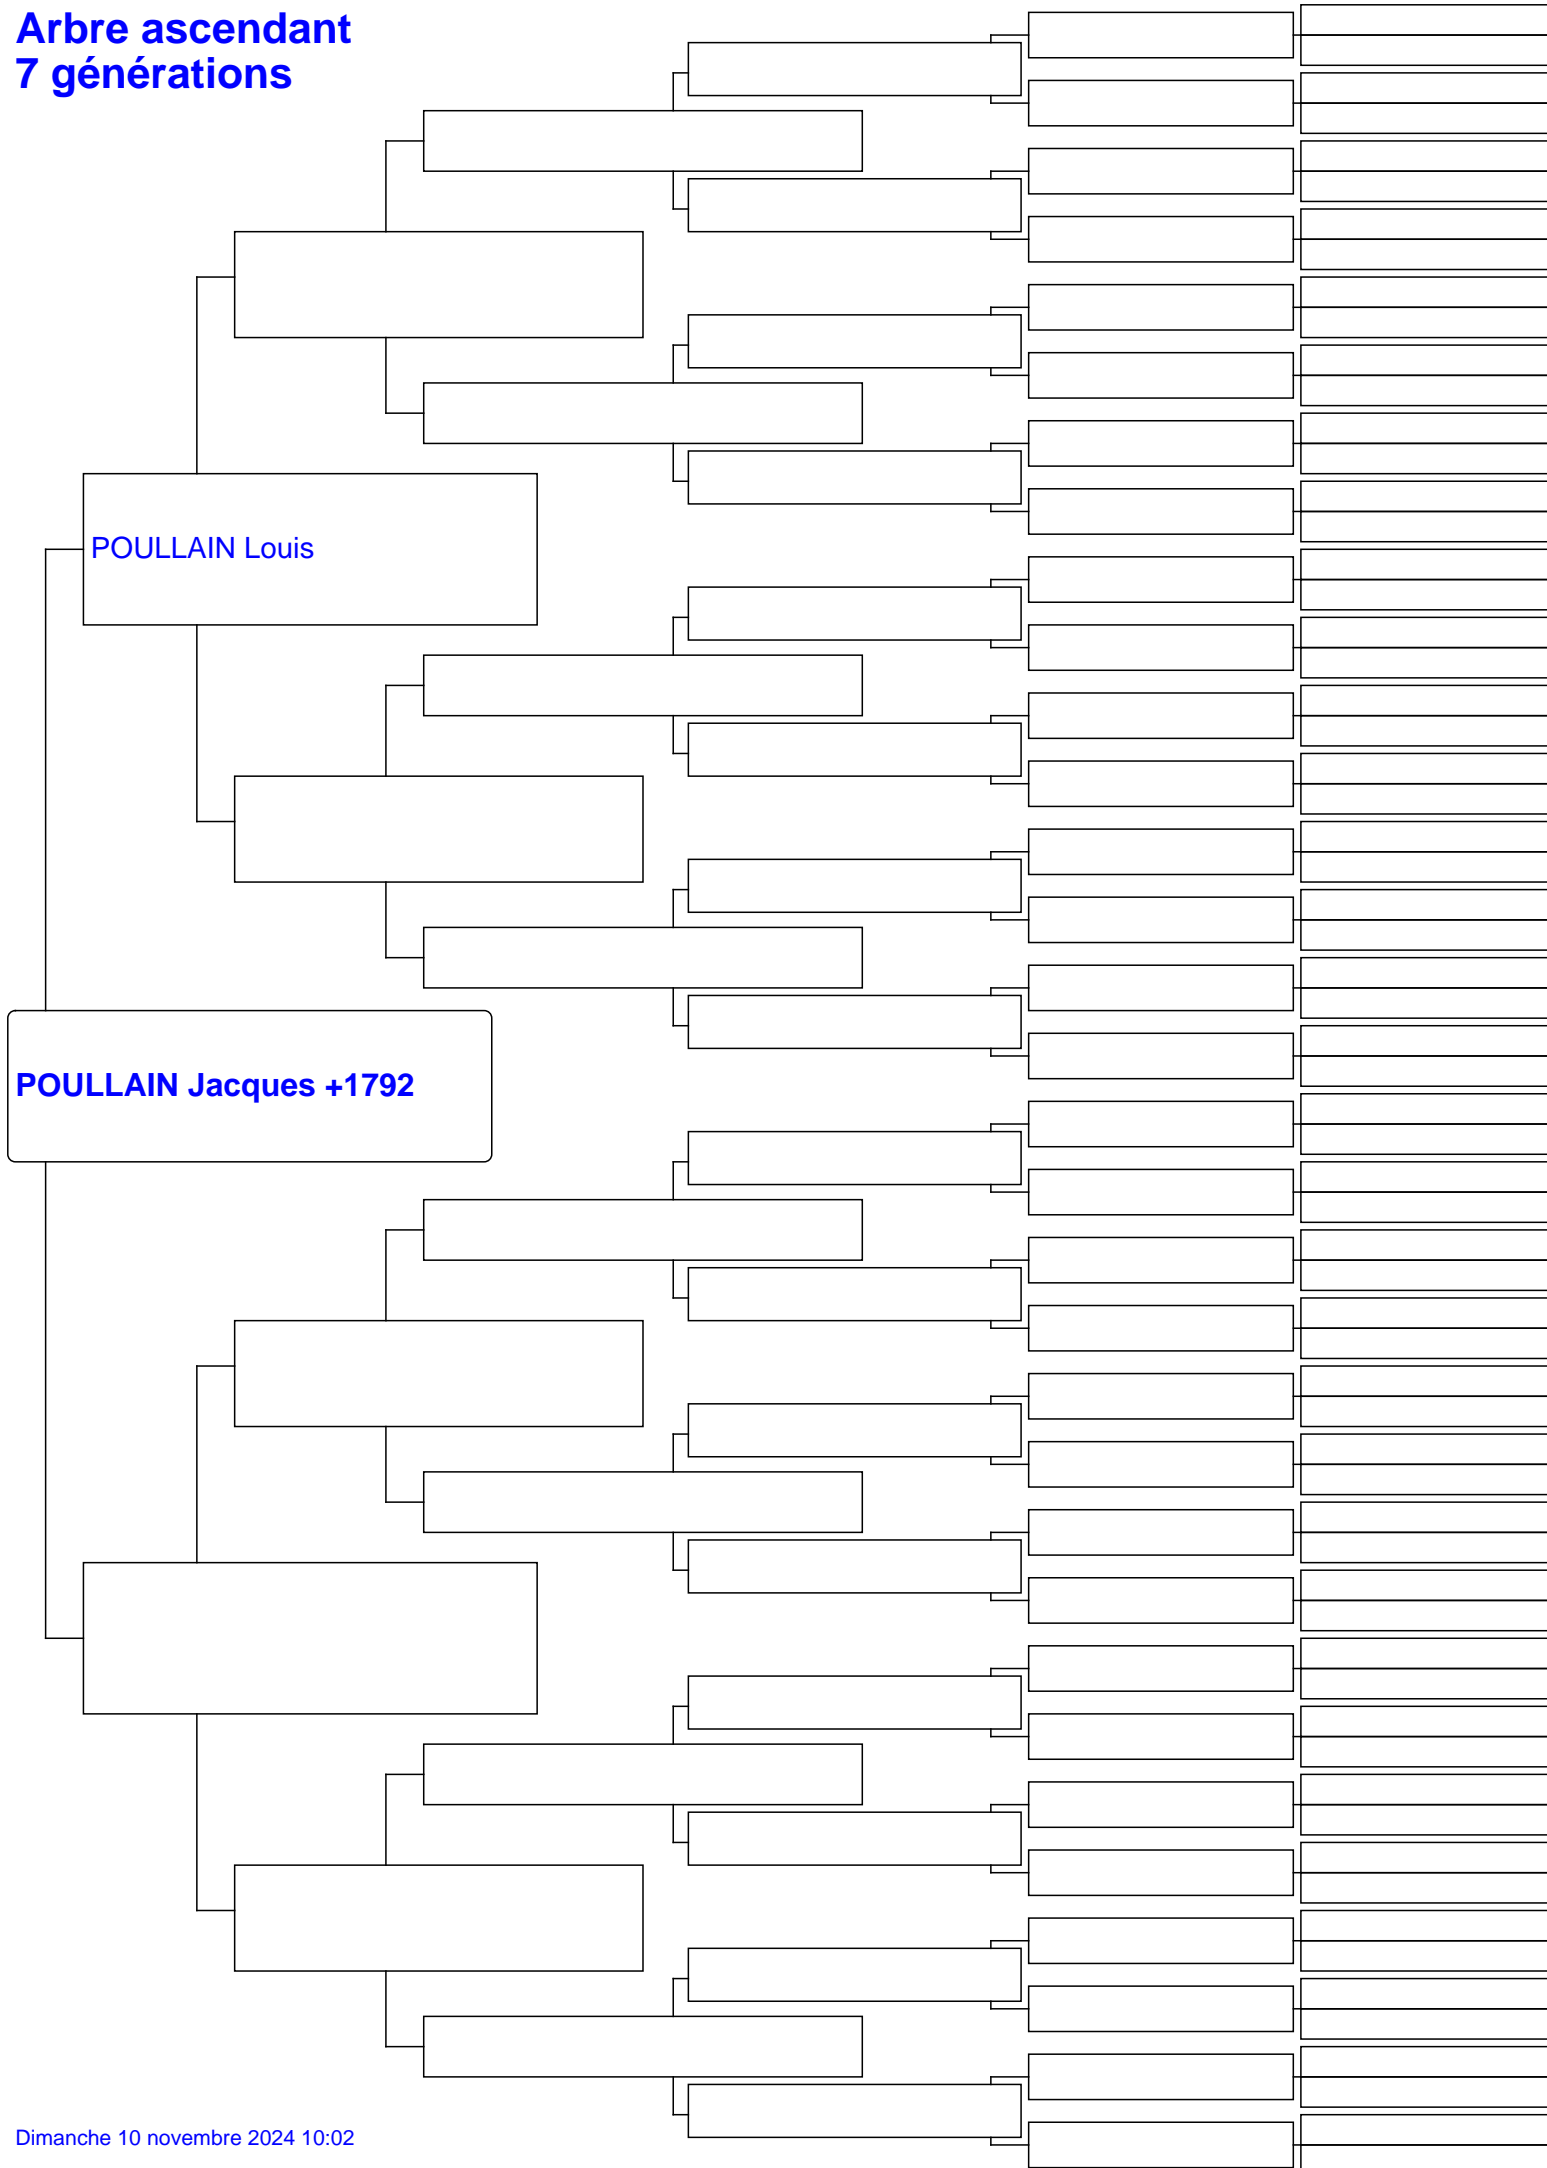 Arbre ascendant
7 générations
POULLAIN Louis
POULLAIN Jacques +1792
Dimanche 10 novembre 2024 10:02